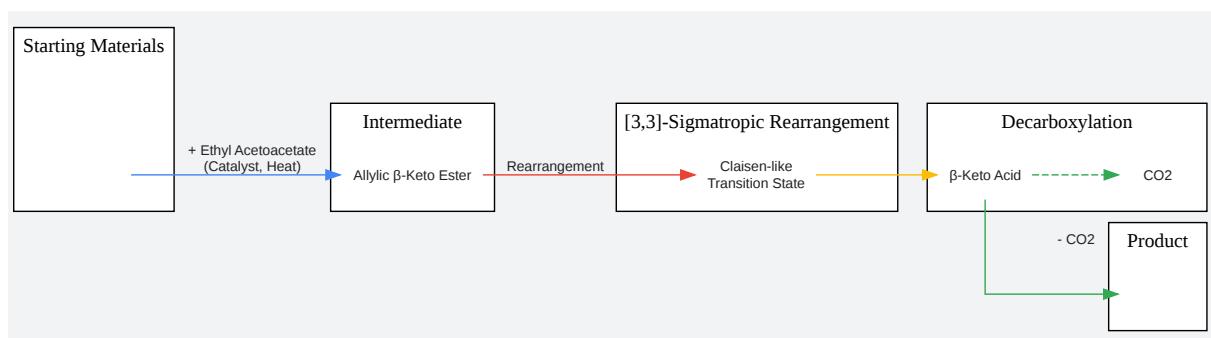 Starting Materials
+ Ethyl Acetoacetate
(Catalyst, Heat)
Intermediate
Allylic β-Keto Ester
Rearrangement
[3,3]-Sigmatropic Rearrangement
Claisen-like
Transition State
Decarboxylation
β-Keto Acid
CO2
- CO2
Product